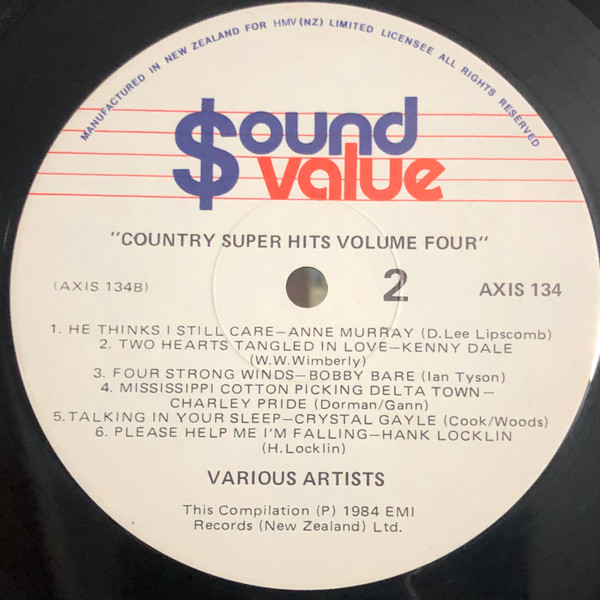 MANUFACTURED IN NEW ZEALAND FOR HMV (NZ) LIMITED LICENSEE ALL RIGHTS RESERVED
$ound
value
"COUNTRY SUPER HITS VOLUME FOUR"
(AXIS 134B)
2
AXIS 134
1. HE THINKS I STILL CARE—ANNE MURRAY (D.Lee Lipscomb)
2. TWO HEARTS TANGLED IN LOVE—KENNY DALE
(W.W.Wimberly)
3. FOUR STRONG WINDS—BOBBY BARE (Ian Tyson)
4. MISSISSIPPI COTTON PICKING DELTA TOWN—
CHARLEY PRIDE (Dorman/Gann)
5.TALKING IN YOUR SLEEP—CRYSTAL GAYLE (Cook/Woods)
6. PLEASE HELP ME I'M FALLING—HANK LOCKLIN
(H.Locklin)
VARIOUS ARTISTS
This Compilation (P) 1984 EMI
Records (New Zealand) Ltd.